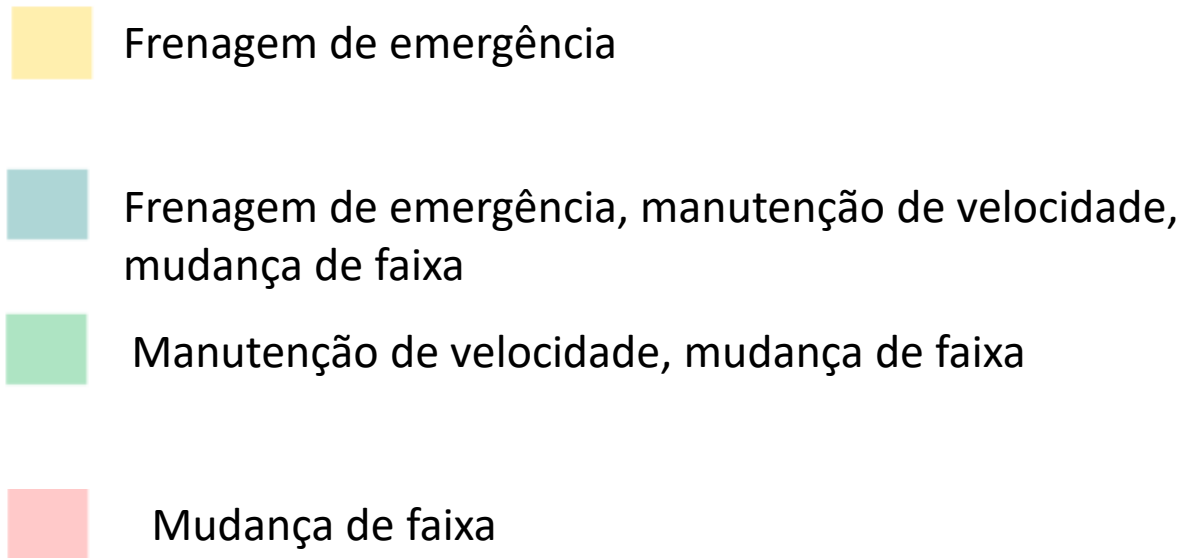 Frenagem de emergência
Frenagem de emergência, manutenção de velocidade,
mudança de faixa
Manutenção de velocidade, mudança de faixa
Mudança de faixa